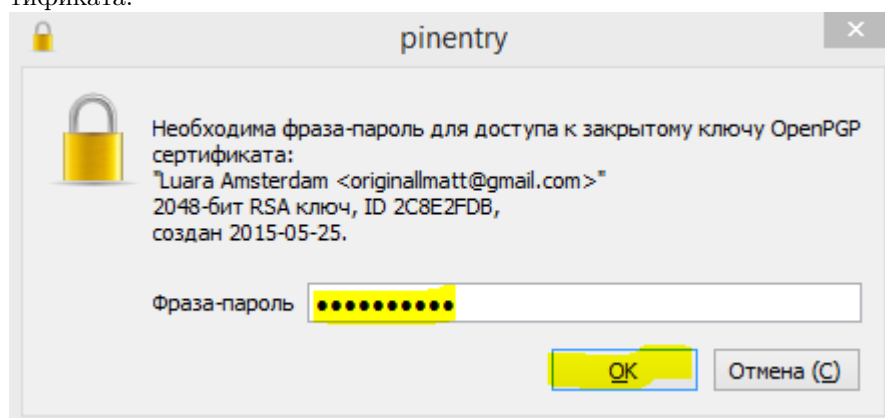 тификата.
pinentry
Необходима фраза-пароль для доступа к закрытому ключу OpenPGP
сертификата:
"Luara Amsterdam <originallmatt@gmail.com>"
2048-бит RSA ключ, ID 2C8E2FDB,
создан 2015-05-25.
Фраза-пароль ●●●●●●●●●●
OK Отмена (C)